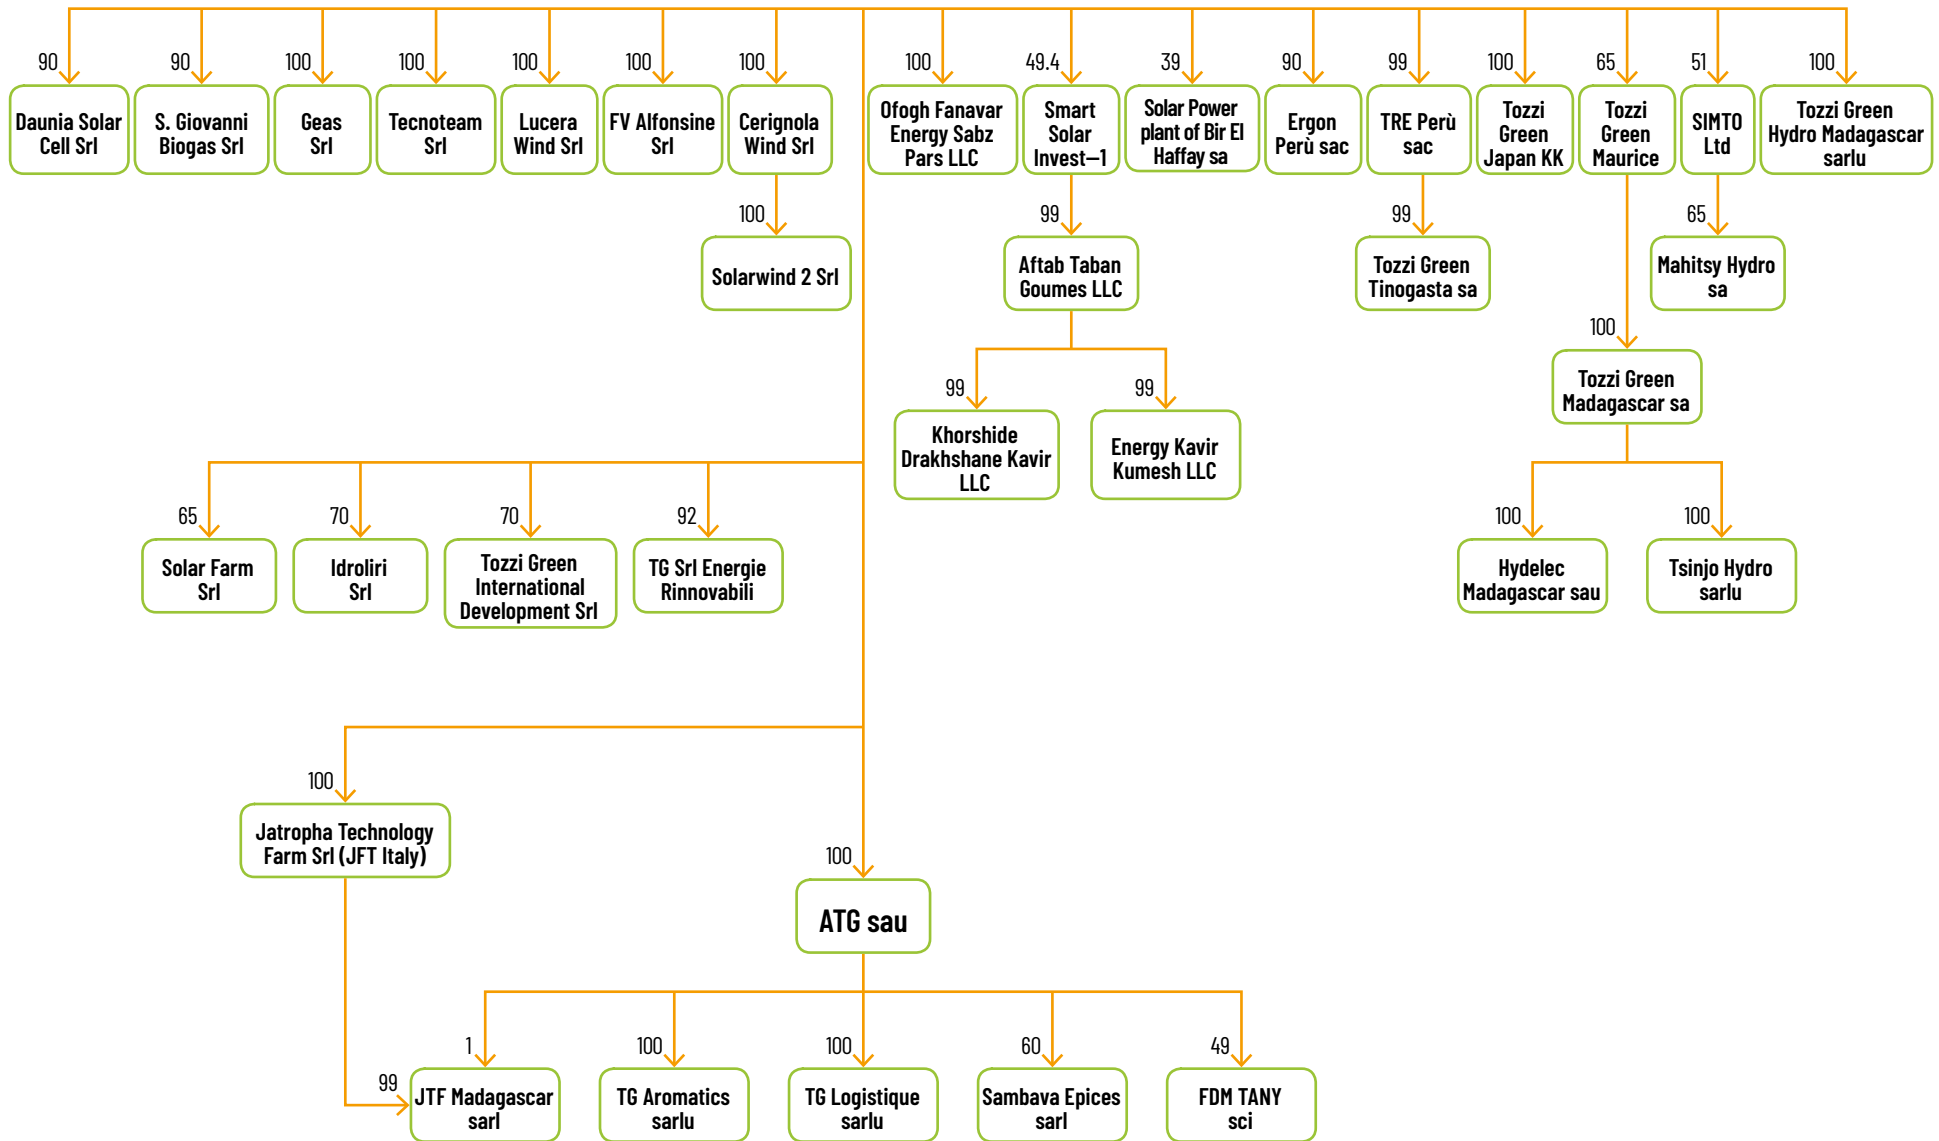 90
90
100
100
100
100
100
100
49.4
39
90
99
100
65
51
100
Daunia Solar
Cell Srl
S. Giovanni
Biogas Srl
Geas
Srl
Tecnoteam
Srl
Lucera
Wind Srl
FV Alfonsine
Srl
Cerignola
Wind Srl
Ofogh Fanavar
Energy Sabz
Pars LLC
Smart
Solar
Invest—1
Solar Power
plant of Bir El
Haffay sa
Ergon
Perù sac
TRE Perù
sac
Tozzi
Green
Japan KK
Tozzi
Green
Maurice
SIMTO
Ltd
Tozzi Green
Hydro Madagascar
sarlu
100
99
99
65
Solarwind 2 Srl
Aftab Taban
Goumes LLC
Tozzi Green
Tinogasta sa
Mahitsy Hydro
sa
100
Tozzi Green
Madagascar sa
99
99
Khorshide
Drakhshane Kavir
LLC
Energy Kavir
Kumesh LLC
65
70
70
92
100
100
Solar Farm
Srl
Idroliri
Srl
Tozzi Green
International
Development Srl
TG Srl Energie
Rinnovabili
Hydelec
Madagascar sau
Tsinjo Hydro
sarlu
100
Jatropha Technology
Farm Srl (JFT Italy)
100
ATG sau
1
100
100
60
49
99
JTF Madagascar
sarl
TG Aromatics
sarlu
TG Logistique
sarlu
Sambava Epices
sarl
FDM TANY
sci